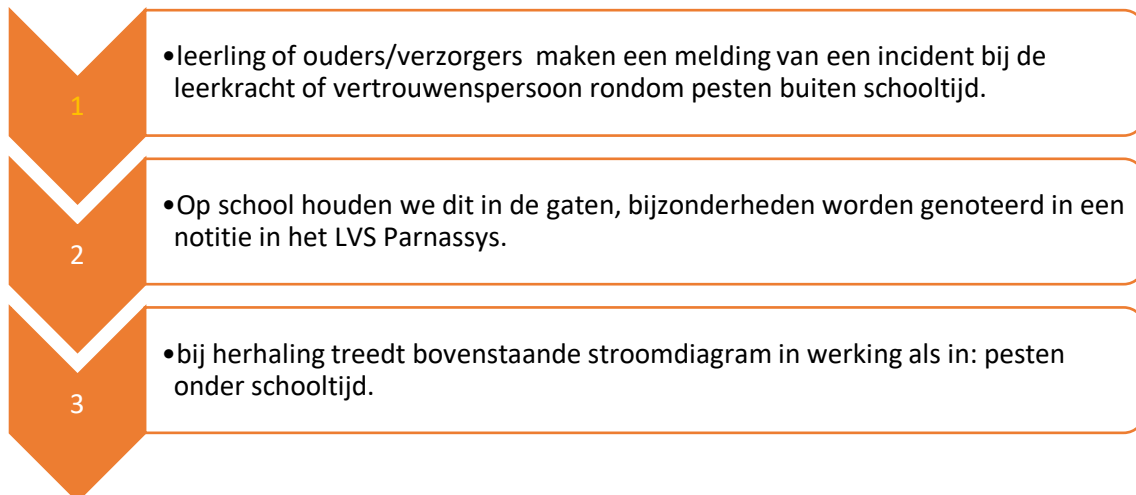 1
•leerling of ouders/verzorgers maken een melding van een incident bij de
leerkracht of vertrouwenspersoon rondom pesten buiten schooltijd.
2
•Op school houden we dit in de gaten, bijzonderheden worden genoteerd in een
notitie in het LVS Parnassys.
3
•bij herhaling treedt bovenstaande stroomdiagram in werking als in: pesten
onder schooltijd.